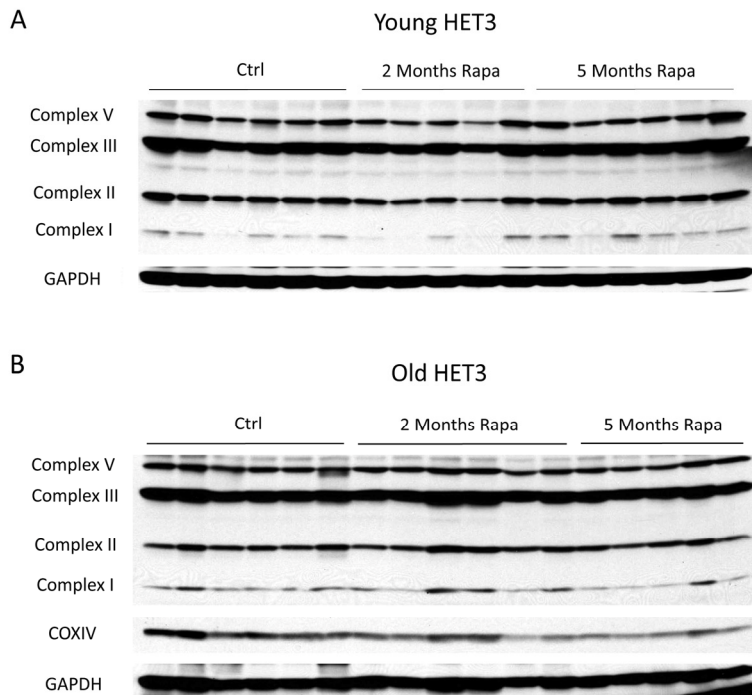 A
Young HET3
Ctrl 2 Months Rapa 5 Months Rapa
Complex V
Complex III
Complex II
Complex I
GAPDH
B
Old HET3
Ctrl 2 Months Rapa 5 Months Rapa
Complex V
Complex III
Complex II
Complex I
COXIV
GAPDH